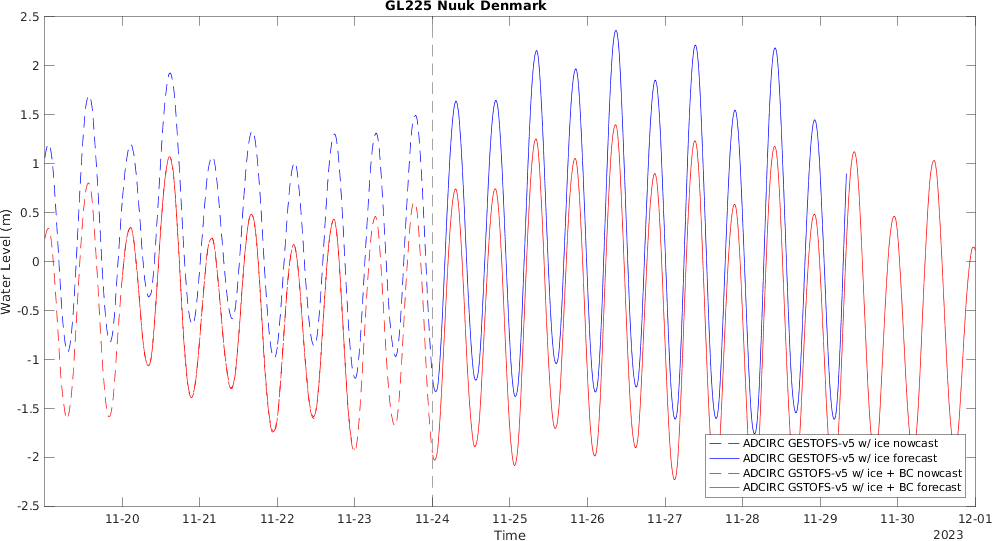 GL225 Nuuk Denmark
2.5
2
1.5
1
0.5
0
-0.5
-1
-1.5
-2
-2.5
Water Level (m)
11-20 11-21 11-22 11-23 11-24 11-25 11-26 11-27 11-28 11-29 11-30 12-01
Time
2023
ADCIRC GESTOFS-v5 w/ ice nowcast
ADCIRC GESTOFS-v5 w/ ice forecast
ADCIRC GSTOFS-v5 w/ ice + BC nowcast
ADCIRC GSTOFS-v5 w/ ice + BC forecast